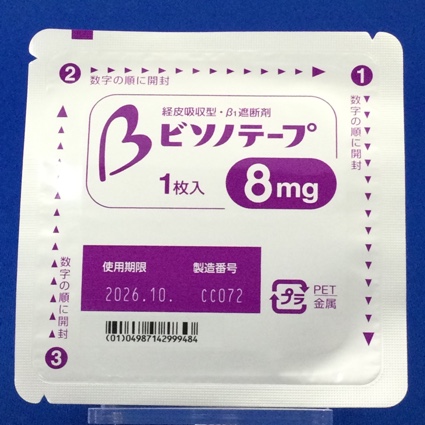 ② ①
数字の順に開封
数字の順に開封
経皮吸収型・β₁遮断剤
β ビソノテープ
1枚入 8mg
使用期限 製造番号
2026.10. CC072
プラ PET
金属
(01)04987142999484
数字の順に開封
③